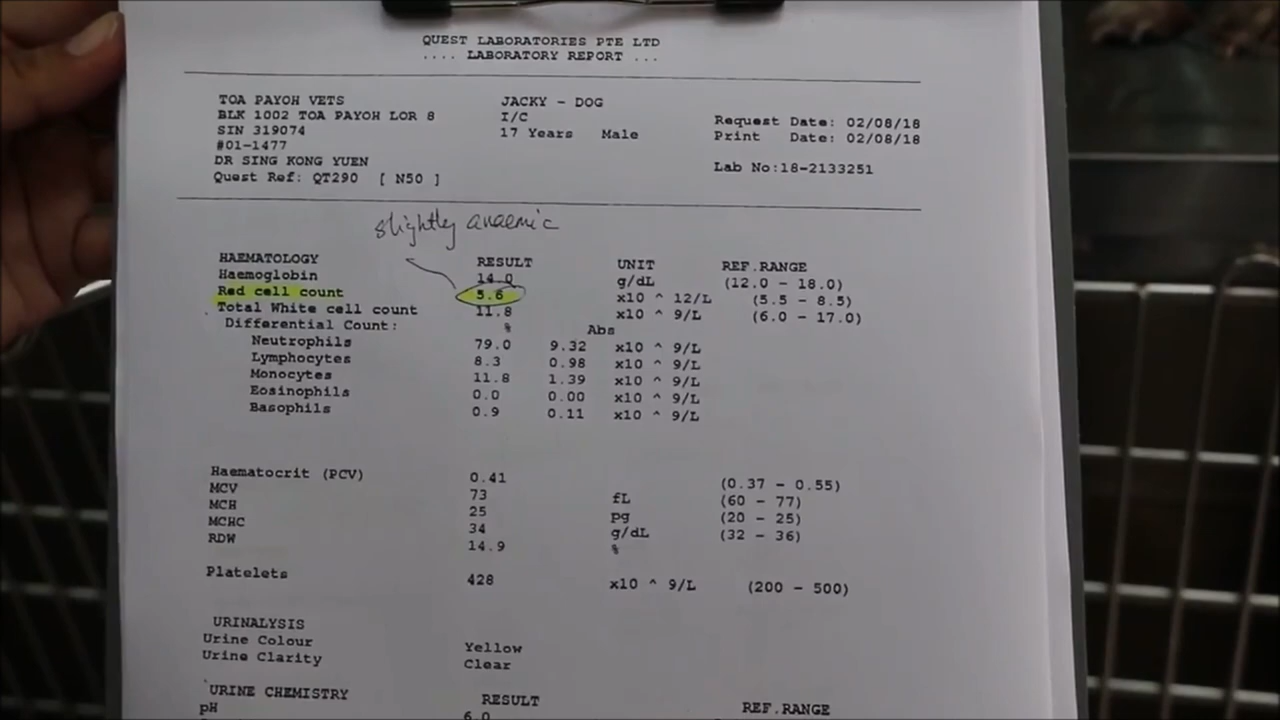 QUEST LABORATORIES PTE LTD
.... LABORATORY REPORT ...
TOA PAYOH VETS
BLK 1002 TOA PAYOH LOR 8
SIN 319074
#01-1477
DR SING KONG YUEN
Quest Ref: QT290 [ N50 ]
JACKY - DOG
I/C
17 Years Male
Request Date: 02/08/18
Print Date: 02/08/18
Lab No:18-2133251
slightly anaemic
HAEMATOLOGY RESULT UNIT REF.RANGE
Haemoglobin 14.0 g/dL (12.0 - 18.0)
Red cell count 5.6 x10 ^ 12/L (5.5 - 8.5)
Total White cell count 11.8 x10 ^ 9/L (6.0 - 17.0)
Differential Count: % Abs
Neutrophils 79.0 9.32 x10 ^ 9/L
Lymphocytes 8.3 0.98 x10 ^ 9/L
Monocytes 11.8 1.39 x10 ^ 9/L
Eosinophils 0.0 0.00 x10 ^ 9/L
Basophils 0.9 0.11 x10 ^ 9/L
Haematocrit (PCV) 0.41 (0.37 - 0.55)
MCV 73 fL (60 - 77)
MCH 25 pg (20 - 25)
MCHC 34 g/dL (32 - 36)
RDW 14.9 %
Platelets 428 x10 ^ 9/L (200 - 500)
URINALYSIS
Urine Colour Yellow
Urine Clarity Clear
URINE CHEMISTRY RESULT REF.RANGE
pH 6.0